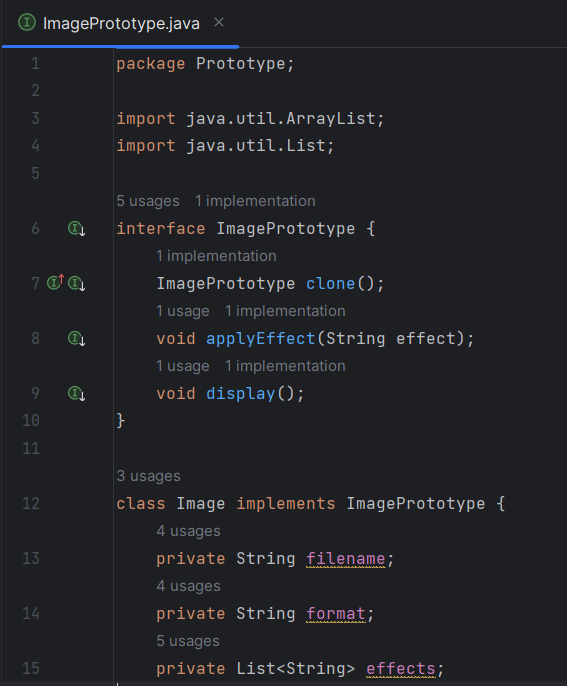 ImagePrototype.java
1 package Prototype;
2
3 import java.util.ArrayList;
4 import java.util.List;
5
5 usages 1 implementation
6 interface ImagePrototype {
1 implementation
7 ImagePrototype clone();
1 usage 1 implementation
8 void applyEffect(String effect);
1 usage 1 implementation
9 void display();
10 }
11
3 usages
12 class Image implements ImagePrototype {
4 usages
13 private String filename;
4 usages
14 private String format;
5 usages
15 private List<String> effects;